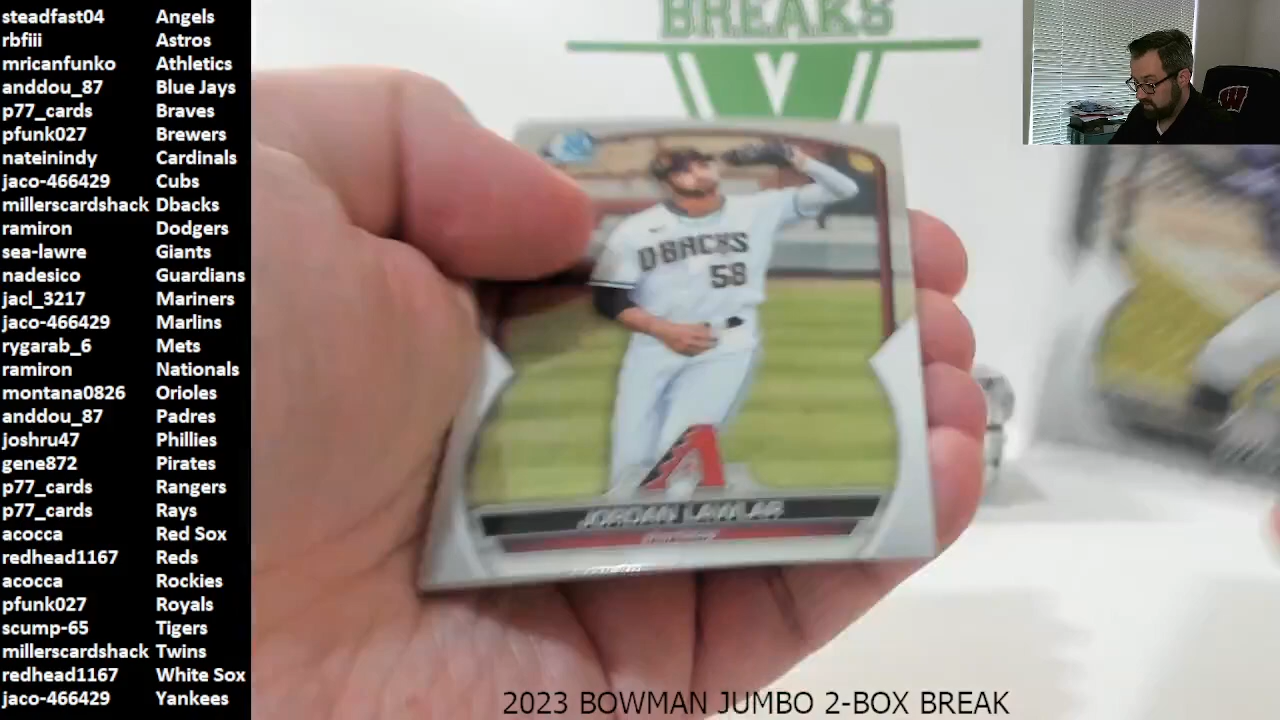 steadfast04 Angels
rbfiii Astros
mricanfunko Athletics
anddou_87 Blue Jays
p77_cards Braves
pfunk027 Brewers
nateinindy Cardinals
jaco-466429 Cubs
millerscardshack Dbacks
ramiron Dodgers
sea-lawre Giants
nadesico Guardians
jacl_3217 Mariners
jaco-466429 Marlins
rygarab_6 Mets
ramiron Nationals
montana0826 Orioles
anddou_87 Padres
joshru47 Phillies
gene872 Pirates
p77_cards Rangers
p77_cards Rays
acocca Red Sox
redhead1167 Reds
acocca Rockies
pfunk027 Royals
scump-65 Tigers
millerscardshack Twins
redhead1167 White Sox
jaco-466429 Yankees
BREAKS
W
DBACKS
58
A
JORDAN LAWLAR
2023 BOWMAN JUMBO 2-BOX BREAK